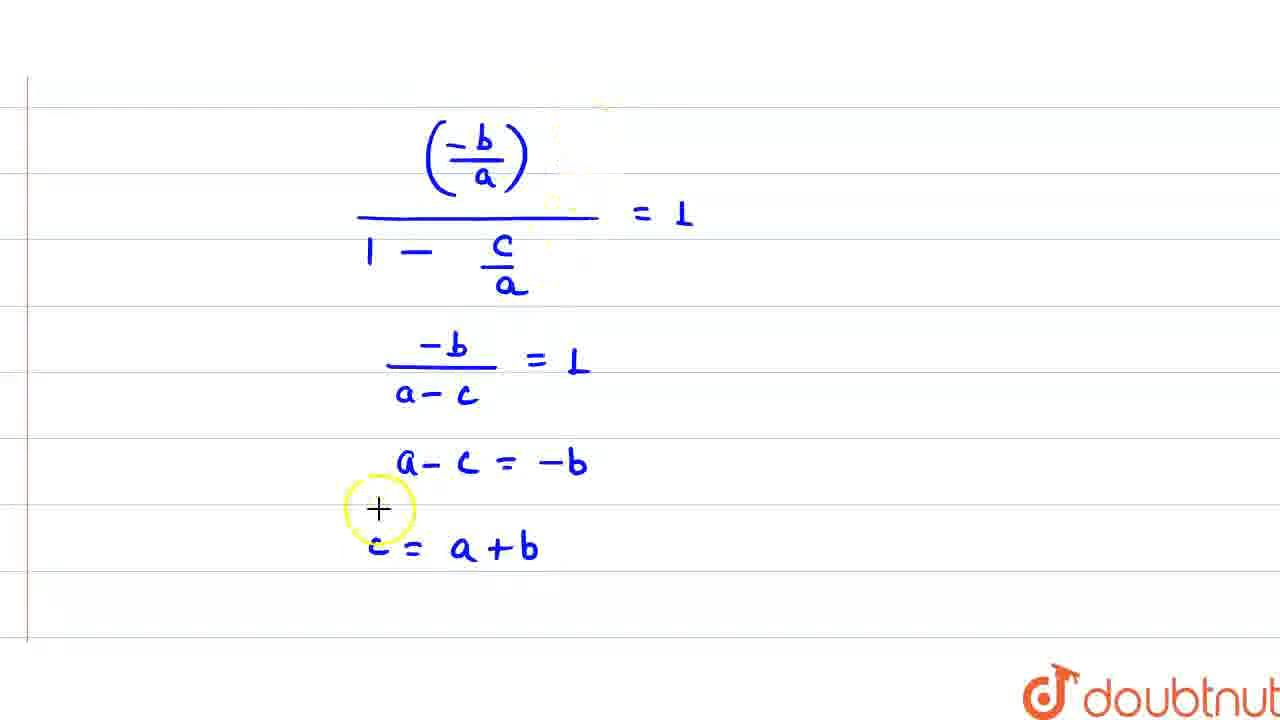 (-b/a)
= 1
1 - c/a
-b
= 1
a - c
a - c = -b
c = a + b
doubtnut